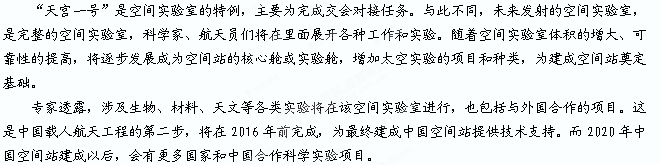 “天宫一号”是空间实验室的特例，主要为完成交会对接任务。与此不同，未来发射的空间实验室，
是完整的空间实验室，科学家、航天员们将在里面展开各种工作和实验。随着空间实验室体积的增大、可
靠性的提高，将逐步发展成为空间站的核心舱或实验舱，增加太空实验的项目和种类，为建成空间站奠定
基础。
专家透露，涉及生物、材料、天文等各类实验将在该空间实验室进行，也包括与外国合作的项目。这
是中国载人航天工程的第二步，将在2016年前完成，为最终建成中国空间站提供技术支持。而2020年中
国空间站建成以后，会有更多国家和中国合作科学实验项目。